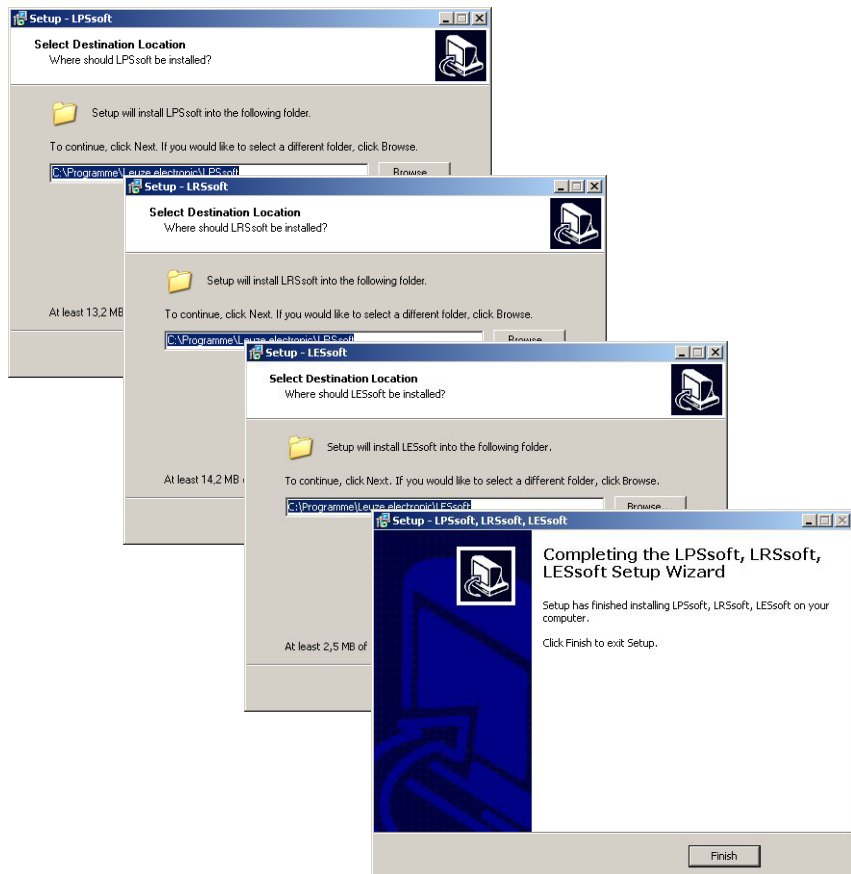 Setup - LPSsoft
Select Destination Location
Where should LPSsoft be installed?
Setup will install LPSsoft into the following folder.
To continue, click Next. If you would like to select a different folder, click Browse.
C:\Programme\Leuze electronic\LPSsoft
Browse
At least 13,2 MB
Setup - LRSsoft
Select Destination Location
Where should LRSsoft be installed?
Setup will install LRSsoft into the following folder.
To continue, click Next. If you would like to select a different folder, click Browse.
C:\Programme\Leuze electronic\LRSsoft
Browse
At least 14,2 MB
Setup - LESsoft
Select Destination Location
Where should LESsoft be installed?
Setup will install LESsoft into the following folder.
To continue, click Next. If you would like to select a different folder, click Browse.
C:\Programme\Leuze electronic\LESsoft
Browse...
At least 2,5 MB of
Setup - LPSsoft, LRSsoft, LESsoft
Completing the LPSsoft, LRSsoft,
LESsoft Setup Wizard
Setup has finished installing LPSsoft, LRSsoft, LESsoft on your
computer.
Click Finish to exit Setup.
Finish